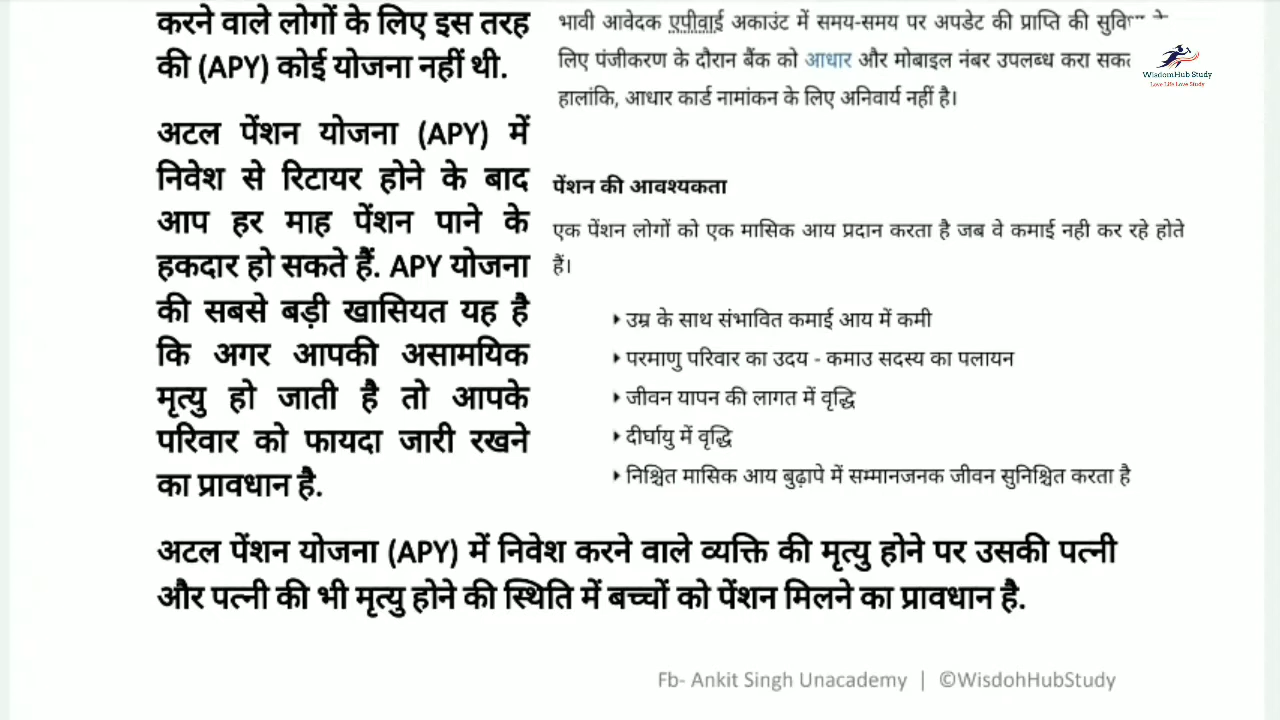 करने वाले लोगों के लिए इस तरह
की (APY) कोई योजना नहीं थी.
अटल पेंशन योजना (APY) में
निवेश से रिटायर होने के बाद
आप हर माह पेंशन पाने के
हकदार हो सकते हैं. APY योजना
की सबसे बड़ी खासियत यह है
कि अगर आपकी असामयिक
मृत्यु हो जाती है तो आपके
परिवार को फायदा जारी रखने
का प्रावधान है.
भावी आवेदक एपीवाई अकाउंट में समय-समय पर अपडेट की प्राप्ति की
लिए पंजीकरण के दौरान बैंक को आधार और मोबाइल नंबर उपलब्ध करा
हालांकि, आधार कार्ड नामांकन के लिए अनिवार्य नहीं है।
पेंशन की आवश्यकता
एक पेंशन लोगों को एक मासिक आय प्रदान करता है जब वे कमाई नही कर रहे होते
हैं।
उम्र के साथ संभावित कमाई आय में कमी
परमाणु परिवार का उदय - कमाउ सदस्य का पलायन
जीवन यापन की लागत में वृद्धि
दीर्घायु में वृद्धि
निश्चित मासिक आय बुढ़ापे में सम्मानजनक जीवन सुनिश्चित करता है
अटल पेंशन योजना (APY) में निवेश करने वाले व्यक्ति की मृत्यु होने पर उसकी पत्नी
और पत्नी की भी मृत्यु होने की स्थिति में बच्चों को पेंशन मिलने का प्रावधान है.
Fb- Ankit Singh Unacademy | ©WisdohHubStudy
WisdomHub Study
Love Life Love Study